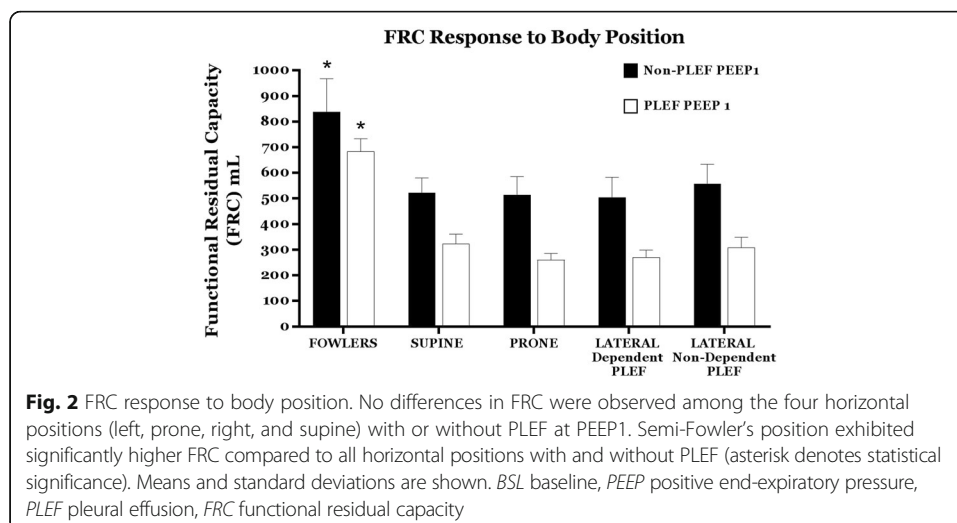 FRC Response to Body Position
Functional Residual Capacity
(FRC) mL
1000
900
800
700
600
500
400
300
200
100
0
*
*
Non-PLEF PEEP1
PLEF PEEP 1
FOWLERS
SUPINE
PRONE
LATERAL
Dependent
PLEF
LATERAL
Non-Dependent
PLEF
Fig. 2 FRC response to body position. No differences in FRC were observed among the four horizontal
positions (left, prone, right, and supine) with or without PLEF at PEEP1. Semi-Fowler's position exhibited
significantly higher FRC compared to all horizontal positions with and without PLEF (asterisk denotes statistical
significance). Means and standard deviations are shown. BSL baseline, PEEP positive end-expiratory pressure,
PLEF pleural effusion, FRC functional residual capacity